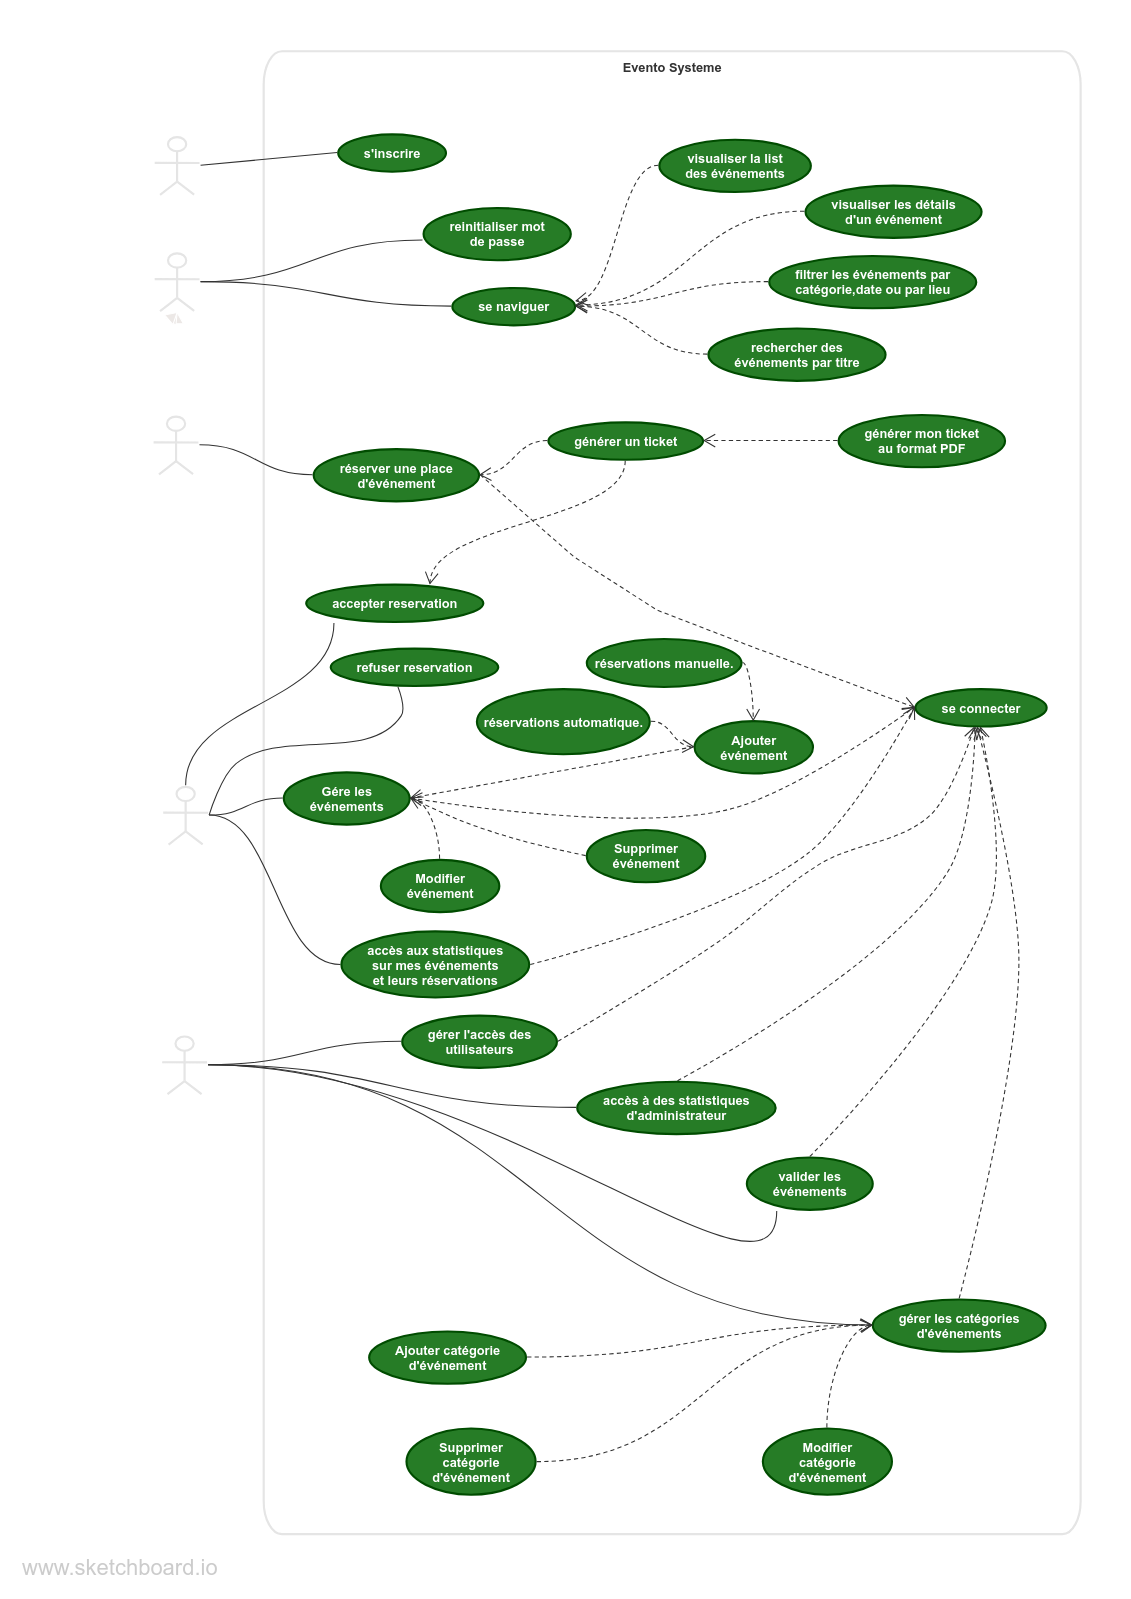 Evento Systeme
s'inscrire
visualiser la list
des événements
visualiser les détails
d'un événement
reinitialiser mot
de passe
filtrer les événements par
catégorie,date ou par lieu
se naviguer
rechercher des
événements par titre
générer un ticket
générer mon ticket
au format PDF
réserver une place
d'événement
accepter reservation
refuser reservation
réservations manuelle.
se connecter
réservations automatique.
Ajouter
événement
Gére les
événements
Supprimer
événement
Modifier
événement
accès aux statistiques
sur mes événements
et leurs réservations
gérer l'accès des
utilisateurs
accès à des statistiques
d'administrateur
valider les
événements
gérer les catégories
d'événements
Ajouter catégorie
d'événement
Supprimer
catégorie
d'événement
Modifier
catégorie
d'événement
www.sketchboard.io